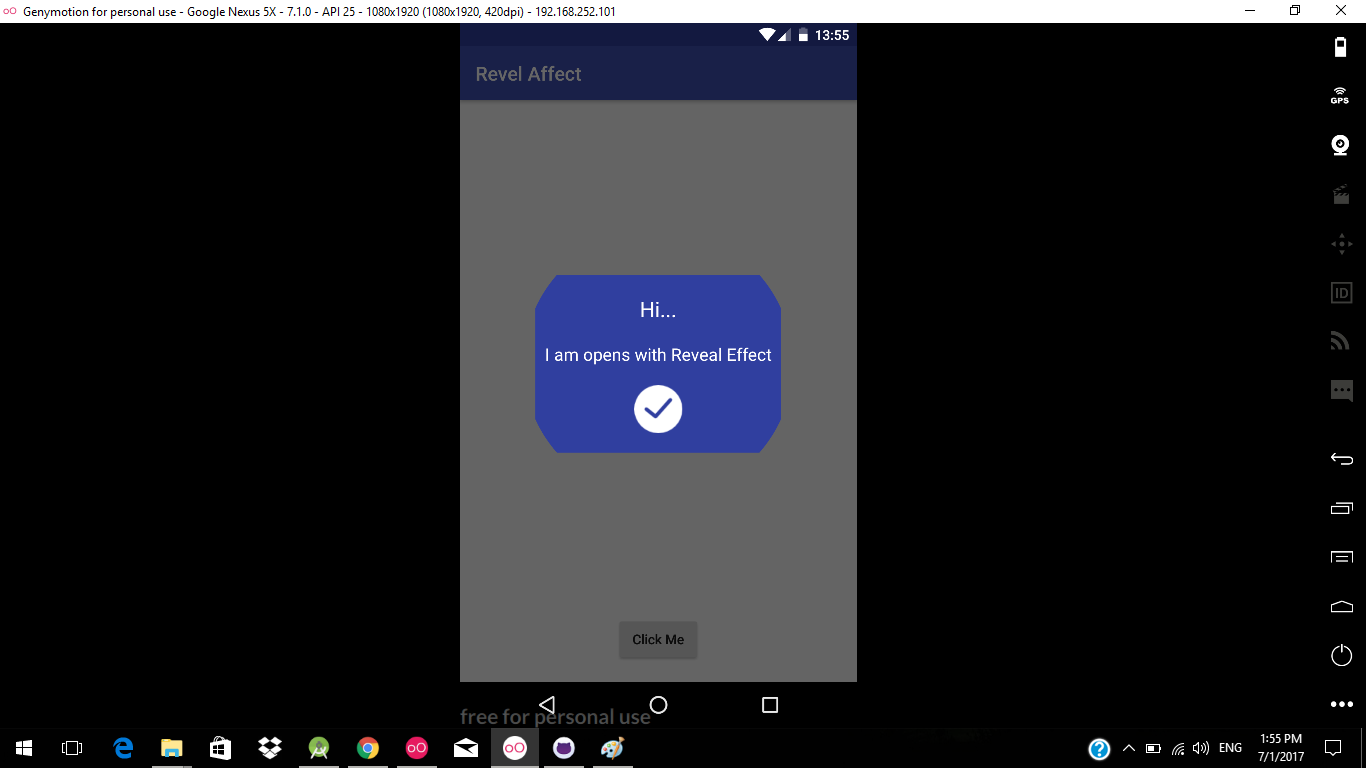 Genymotion for personal use - Google Nexus 5X - 7.1.0 - API 25 - 1080x1920 (1080x1920, 420dpi) - 192.168.252.101
13:55
Revel Affect
GPS
ID
Hi...
I am opens with Reveal Effect
Click Me
free for personal use
ENG
1:55 PM
7/1/2017